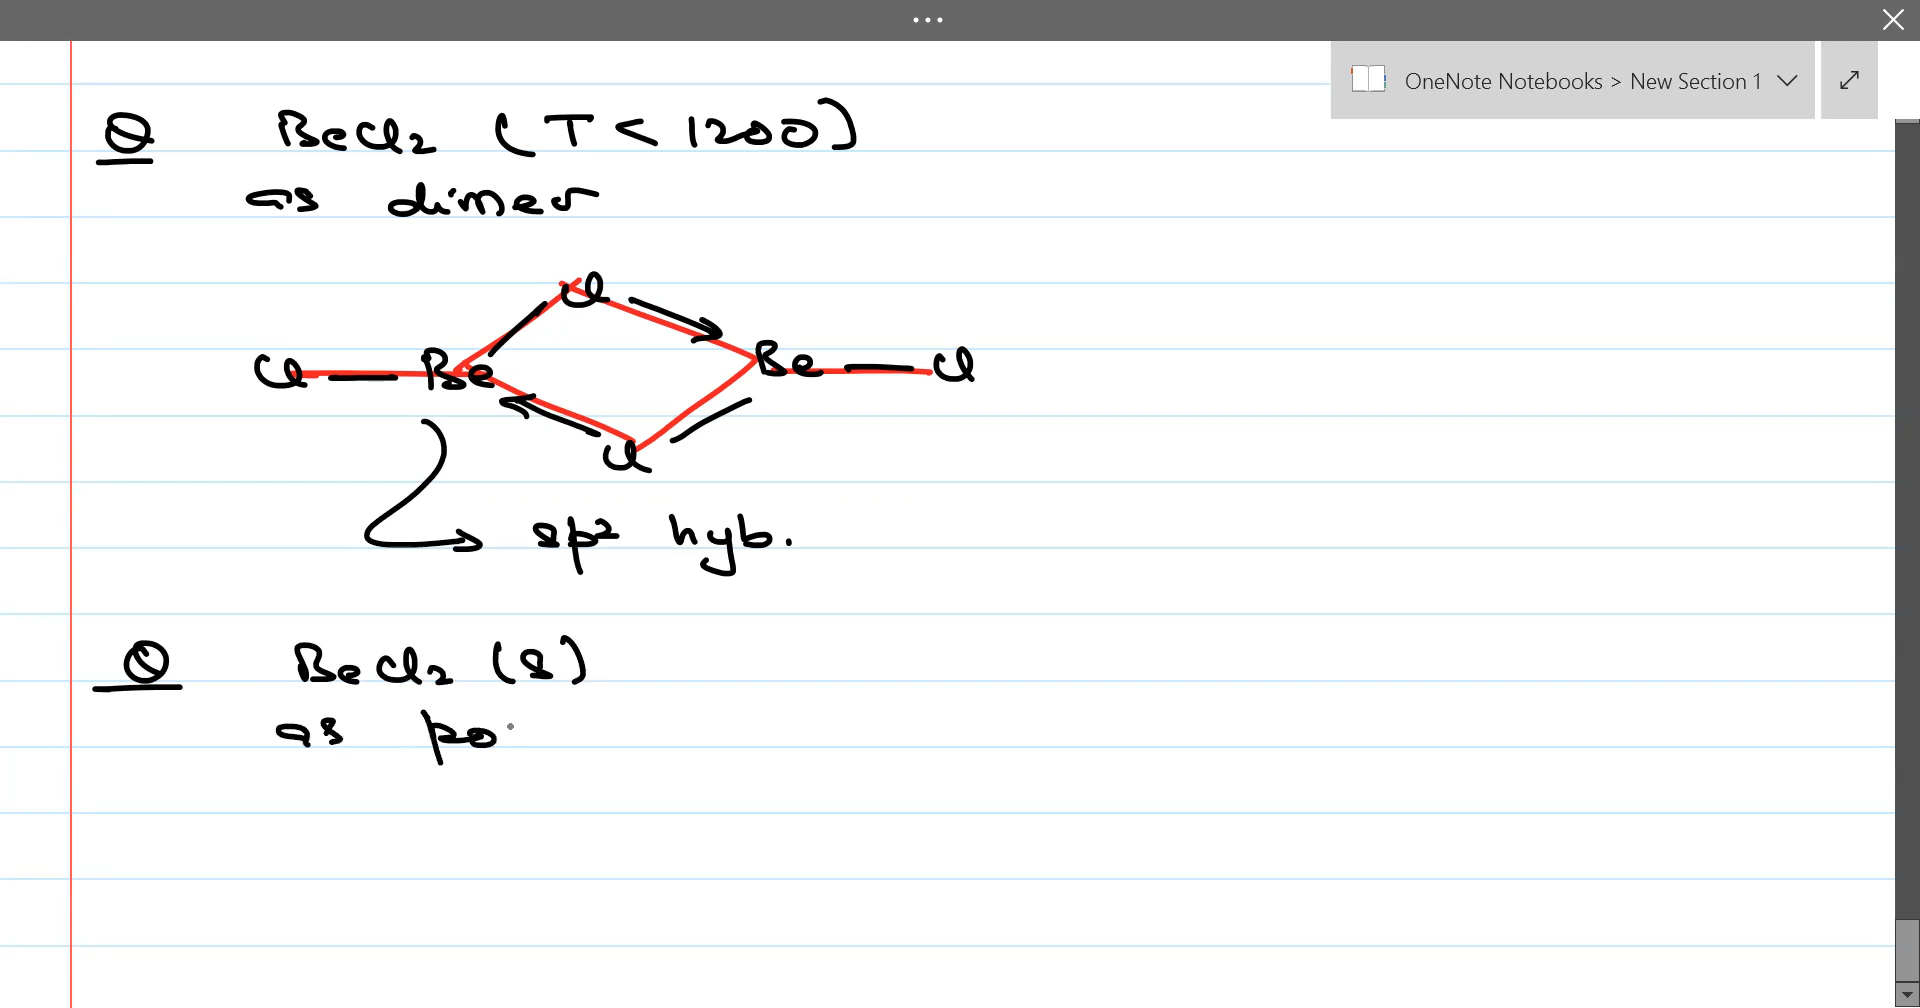 ...
OneNote Notebooks > New Section 1
Q BeCl₂ (T < 1200)
as dimer
Cl
Cl — Be Be — Cl
Cl
sp² hyb.
Q BeCl₂ (s)
as po